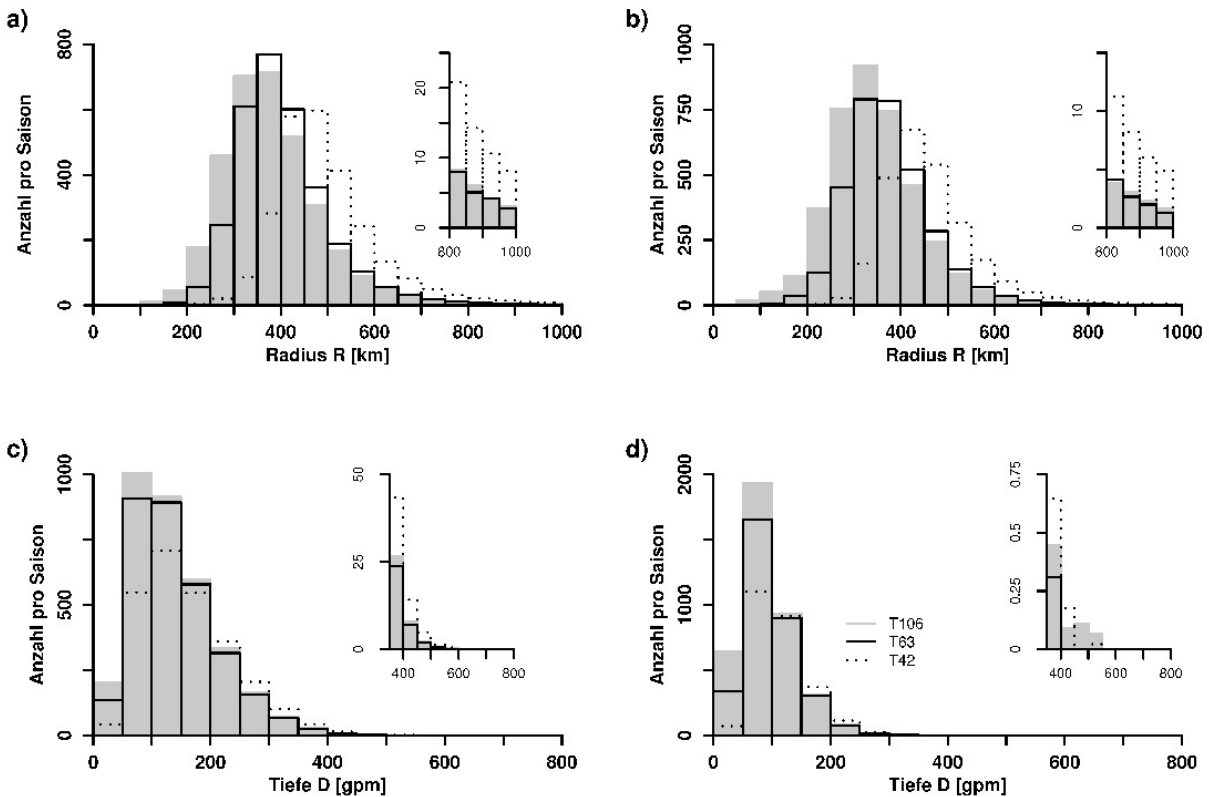 a)
800
400
0
Anzahl pro Saison
0 200 400 600 800 1000
Radius R [km]
20
10
0
800 1000
b)
1000
750
500
250
0
Anzahl pro Saison
0 200 400 600 800 1000
Radius R [km]
10
0
800 1000
c)
1000
500
0
Anzahl pro Saison
0 200 400 600 800
Tiefe D [gpm]
50
25
0
400 600 800
d)
2000
1000
0
Anzahl pro Saison
0 200 400 600 800
Tiefe D [gpm]
T106
T63
T42
0.75
0.5
0.25
0
400 600 800